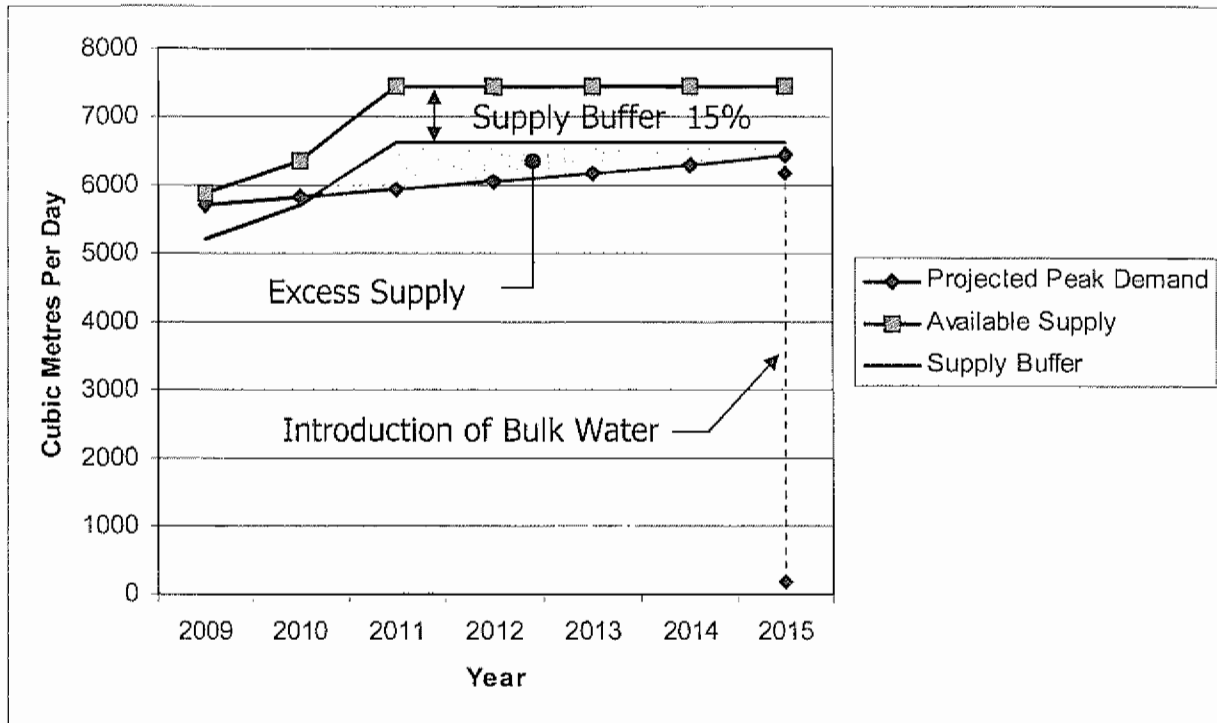 8000
7000
6000
5000
4000
3000
2000
1000
0
Cubic Metres Per Day
Supply Buffer 15%
Excess Supply
Introduction of Bulk Water
2009 2010 2011 2012 2013 2014 2015
Year
Projected Peak Demand
Available Supply
Supply Buffer